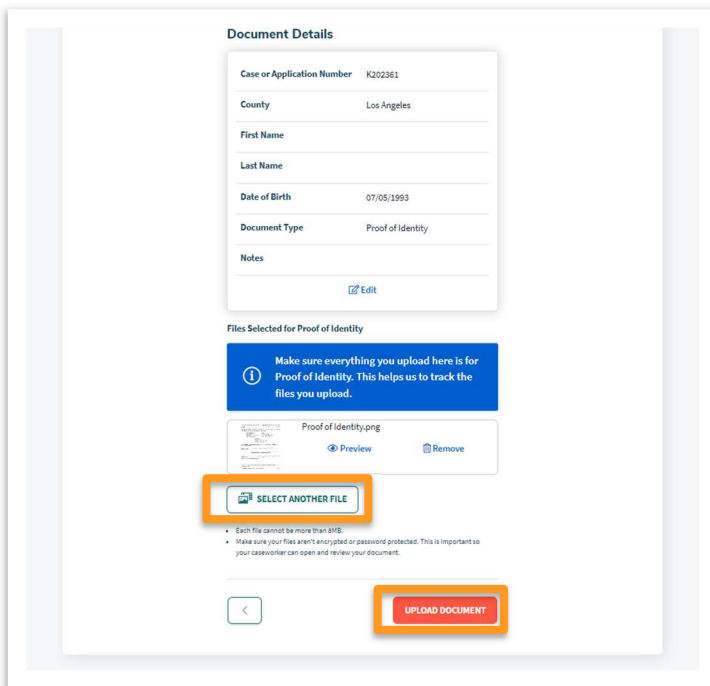 Document Details
Case or Application Number K202361
County Los Angeles
First Name
Last Name
Date of Birth 07/05/1993
Document Type Proof of Identity
Notes
Edit
Files Selected for Proof of Identity
Make sure everything you upload here is for
Proof of Identity. This helps us to track the
files you upload.
Proof of Identity.png
Preview Remove
SELECT ANOTHER FILE
Each file cannot be more than 8MB.
Make sure your files aren't encrypted or password protected. This is important so
your caseworker can open and review your document.
UPLOAD DOCUMENT